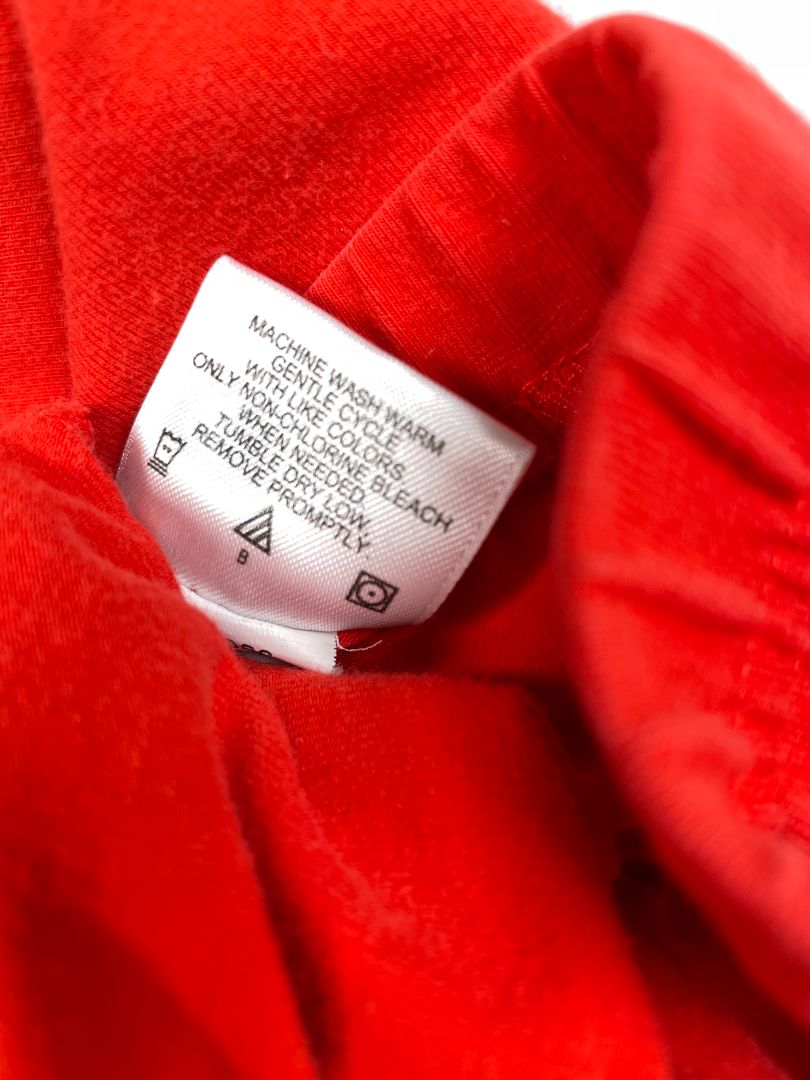 MACHINE WASH WARM
GENTLE CYCLE
WITH LIKE COLORS.
ONLY NON-CHLORINE BLEACH
WHEN NEEDED.
TUMBLE DRY LOW.
REMOVE PROMPTLY.
B